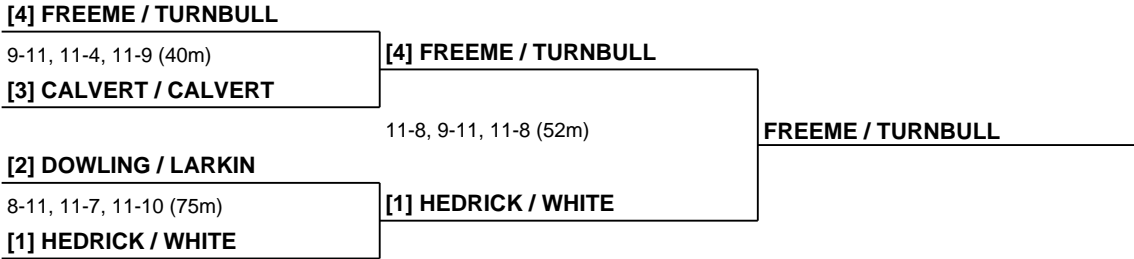 [4] FREEME / TURNBULL
9-11, 11-4, 11-9 (40m)
[3] CALVERT / CALVERT
[4] FREEME / TURNBULL
11-8, 9-11, 11-8 (52m)
FREEME / TURNBULL
[2] DOWLING / LARKIN
8-11, 11-7, 11-10 (75m)
[1] HEDRICK / WHITE
[1] HEDRICK / WHITE